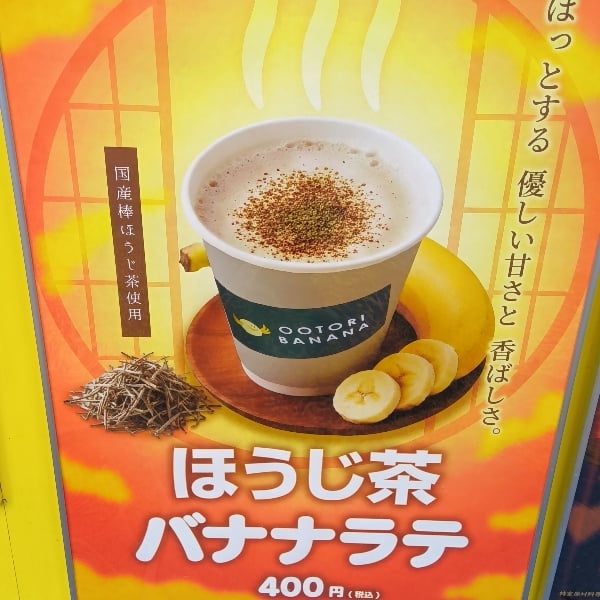 はっとする 優しい甘さと 香ばしさ。
国産棒ほうじ茶使用
OOTORI
BANANA
ほうじ茶
バナナラテ
400円(税込)